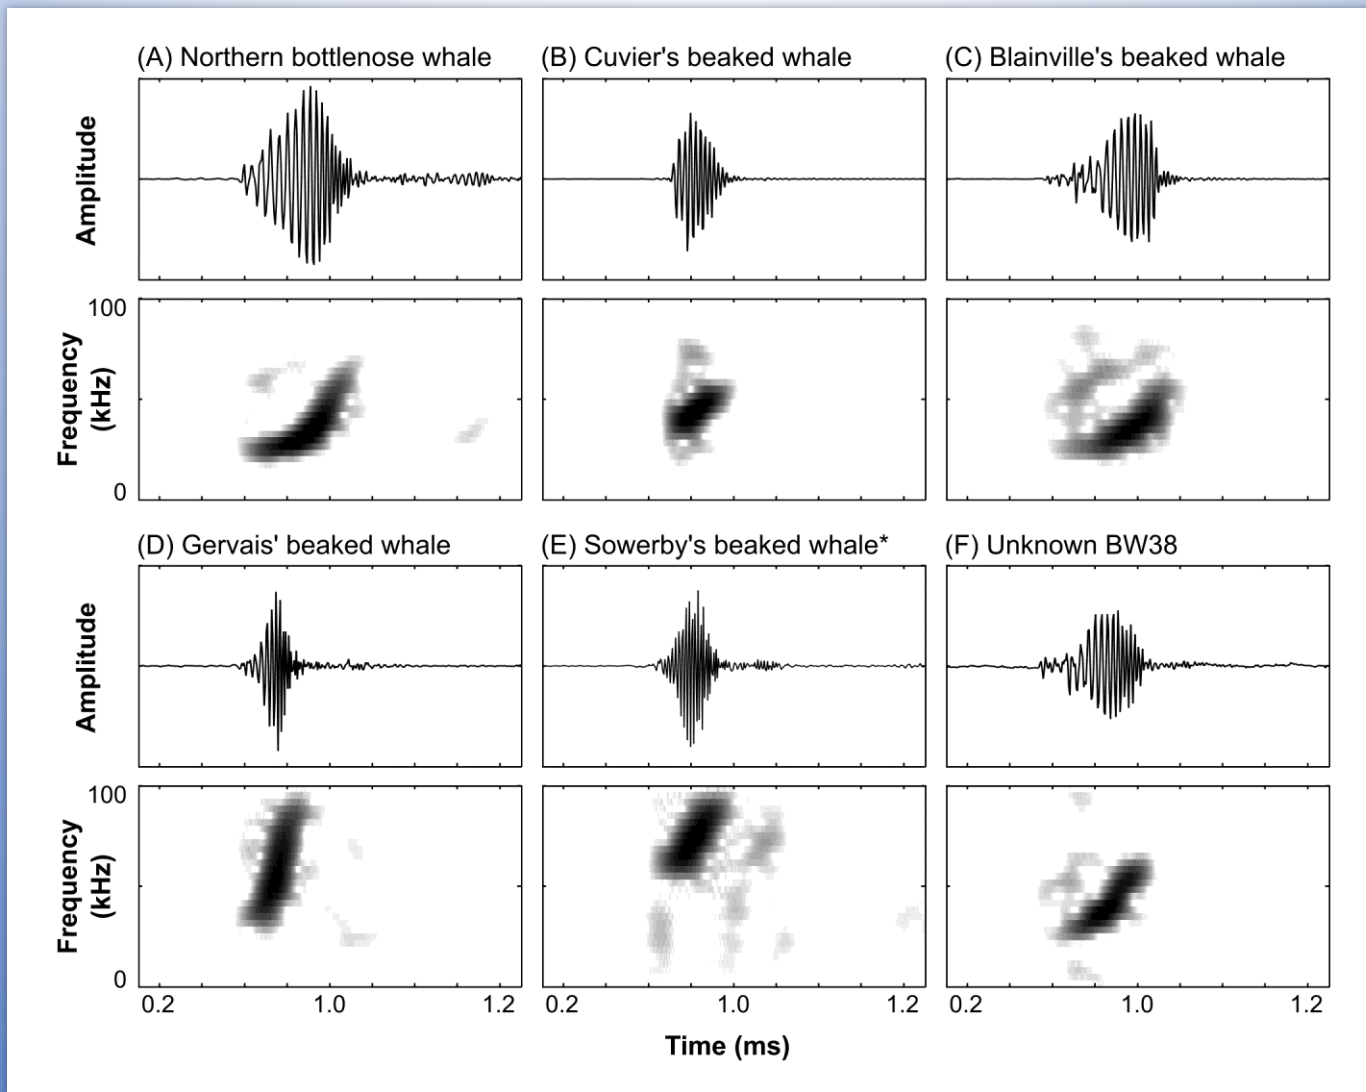 (A) Northern bottlenose whale
(B) Cuvier's beaked whale
(C) Blainville's beaked whale
Amplitude
100
Frequency
(kHz)
0
(D) Gervais' beaked whale
(E) Sowerby's beaked whale*
(F) Unknown BW38
Amplitude
100
Frequency
(kHz)
0
0.2 1.0 1.2
0.2 1.0 1.2
0.2 1.0 1.2
Time (ms)